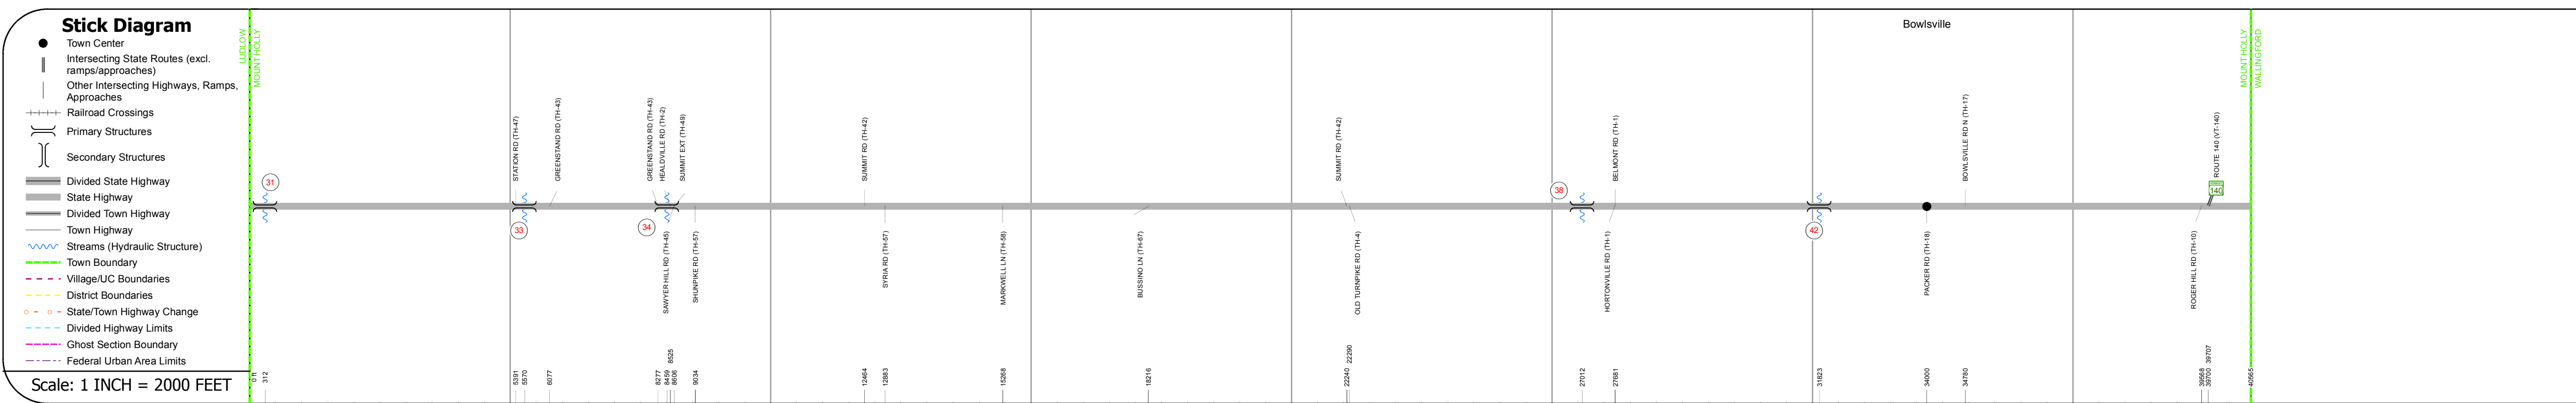 Stick Diagram
Town Center
Intersecting State Routes (excl.
ramps/approaches)
Other Intersecting Highways, Ramps,
Approaches
Railroad Crossings
Primary Structures
Secondary Structures
Divided State Highway
State Highway
Divided Town Highway
Town Highway
Streams (Hydraulic Structure)
Town Boundary
Village/UC Boundaries
District Boundaries
State/Town Highway Change
Divided Highway Limits
Ghost Section Boundary
Federal Urban Area Limits
Scale: 1 INCH = 2000 FEET
LUDLOW
MOUNT HOLLY
Bowlsville
MOUNT HOLLY
WALLINGFORD
STATION RD (TH-47)
GREENSTAND RD (TH-43)
GREENSTAND RD (TH-43)
HEALDVILLE RD (TH-2)
SUMMIT EXT (TH-49)
SUMMIT RD (TH-42)
SUMMIT RD (TH-42)
BELMONT RD (TH-1)
BOWLSVILLE RD N (TH-17)
ROUTE 140 (VT-140)
31
33
34
38
42
140
SAWYER HILL RD (TH-45)
SHUNPIKE RD (TH-57)
SYRIA RD (TH-57)
MARKWELL LN (TH-58)
BUSSINO LN (TH-67)
OLD TURNPIKE RD (TH-4)
HORTONVILLE RD (TH-1)
PACKER RD (TH-18)
ROGER HILL RD (TH-10)
0 ft
312
5391
5570
6077
8277
8459
8525
8606
9034
12464
12883
15268
18216
22240
22290
27012
27681
31823
34000
34780
39568
39700
39707
40565